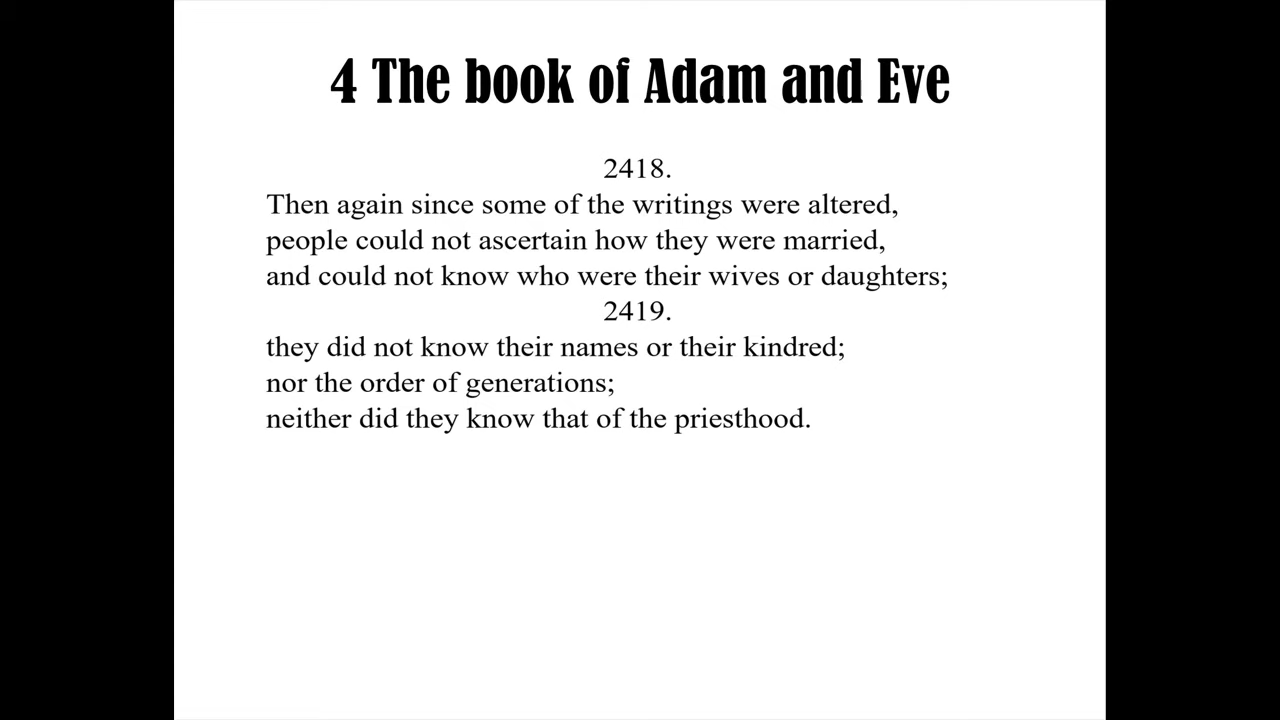 4 The book of Adam and Eve
2418.
Then again since some of the writings were altered,
people could not ascertain how they were married,
and could not know who were their wives or daughters;
2419.
they did not know their names or their kindred;
nor the order of generations;
neither did they know that of the priesthood.